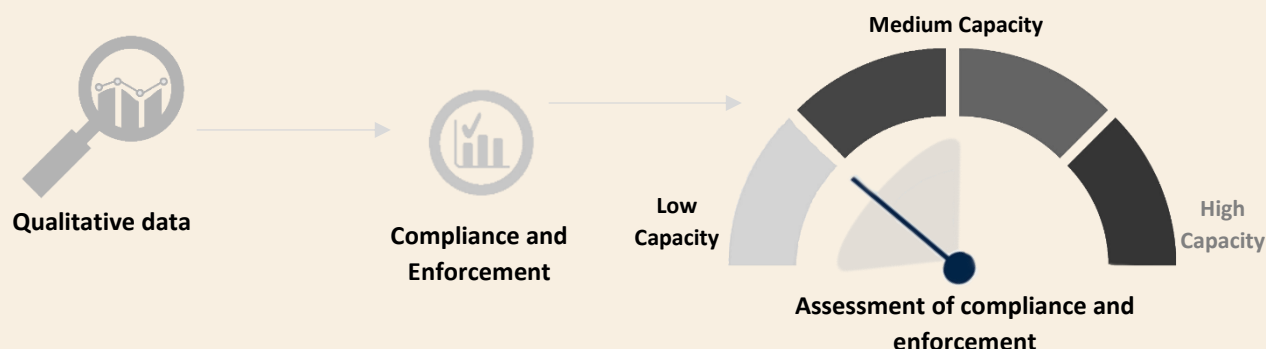 Medium Capacity
Qualitative data
Compliance and
Enforcement
Low
Capacity
High
Capacity
Assessment of compliance and
enforcement